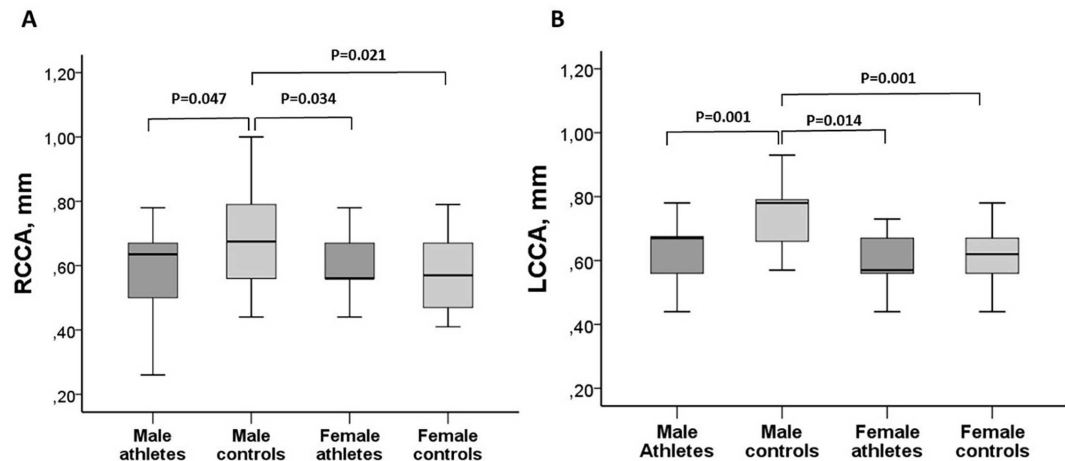 A
RCCA, mm
1,20
1,00
,80
,60
,40
,20
P=0.021
P=0.047
P=0.034
Male athletes
Male controls
Female athletes
Female controls
B
LCCA, mm
1,20
1,00
,80
,60
,40
,20
P=0.001
P=0.001
P=0.014
Male Athletes
Male controls
Female athletes
Female controls